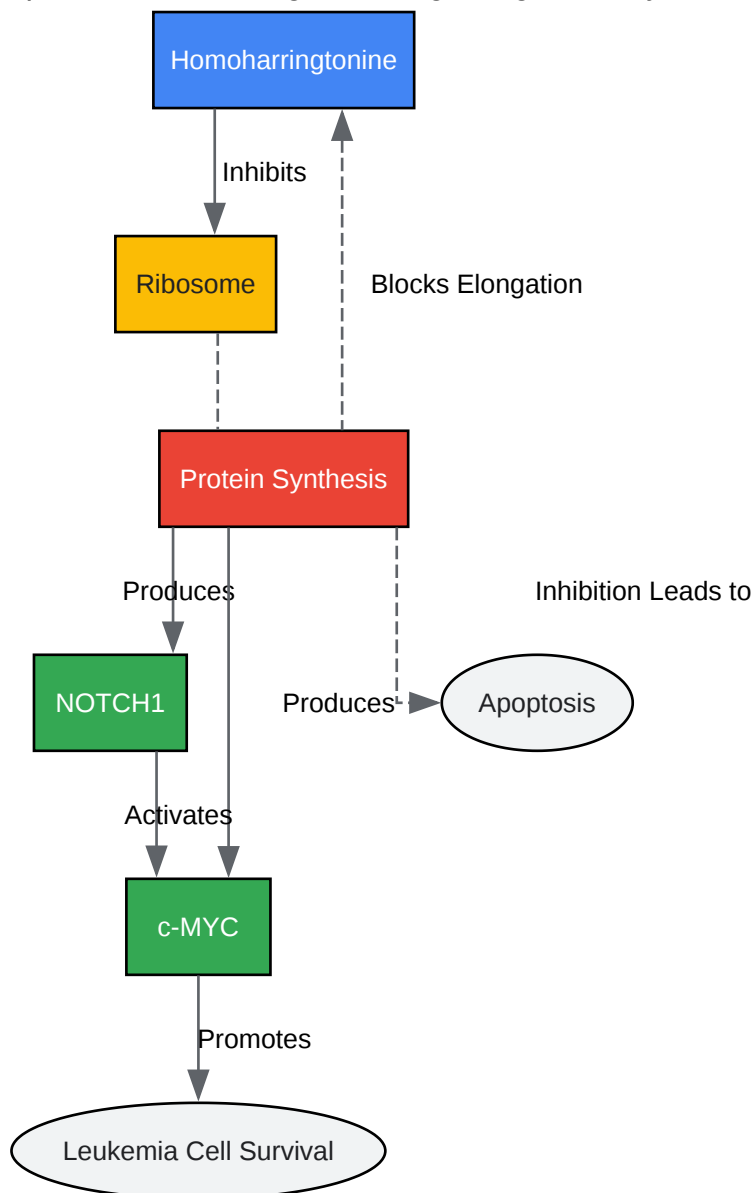 Homoharringtonine
Inhibits
Ribosome
Blocks Elongation
Protein Synthesis
Produces
Inhibition Leads to
NOTCH1
Produces
Apoptosis
Activates
c-MYC
Promotes
Leukemia Cell Survival